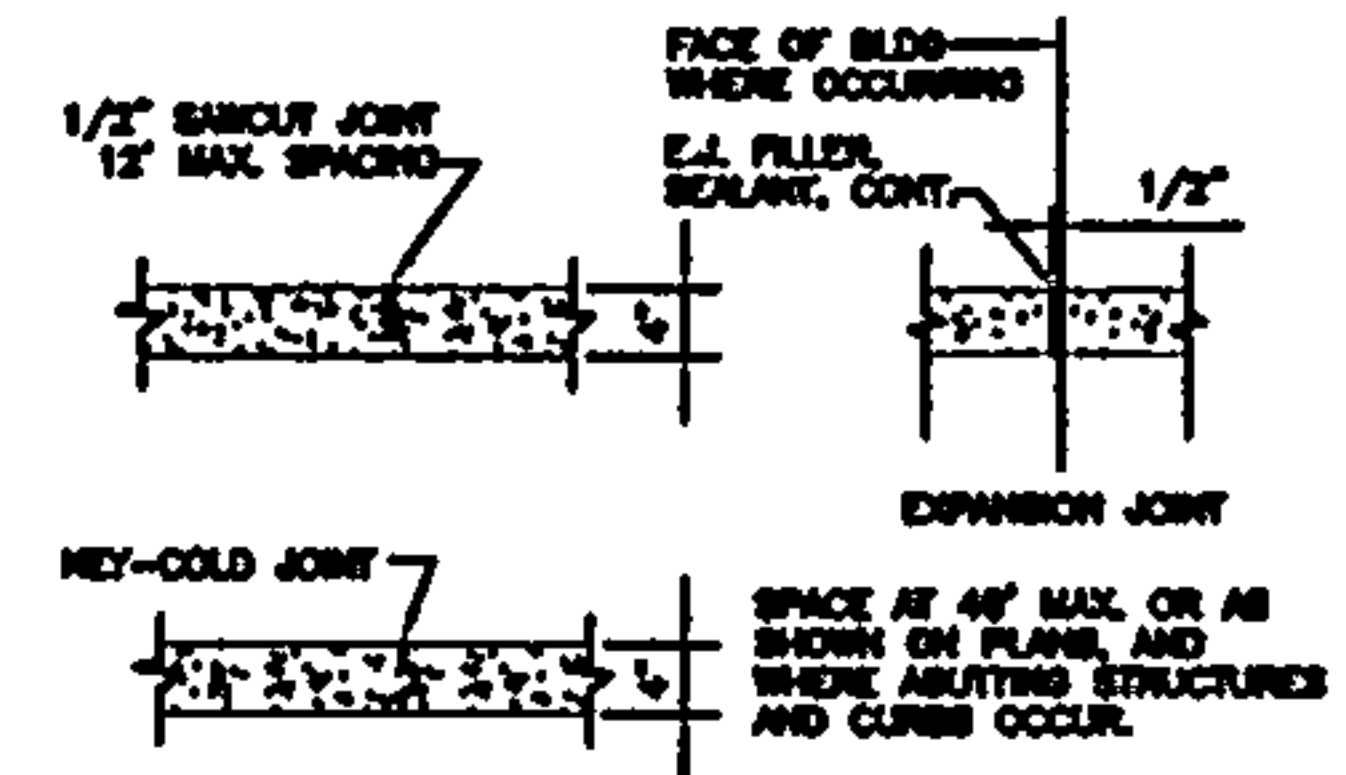 FACE OF BLDG
WHERE OCCURRING
1/2" SAWCUT JOINT
12' MAX. SPACING
E.J. FILLER,
SEALANT, CONT.
1/2"
EXPANSION JOINT
KEY-COLD JOINT
SPACE AT MAX. OR AS
SHOWN ON PLANS, AND
WHERE ABUTTING STRUCTURES
AND CURBS OCCUR.